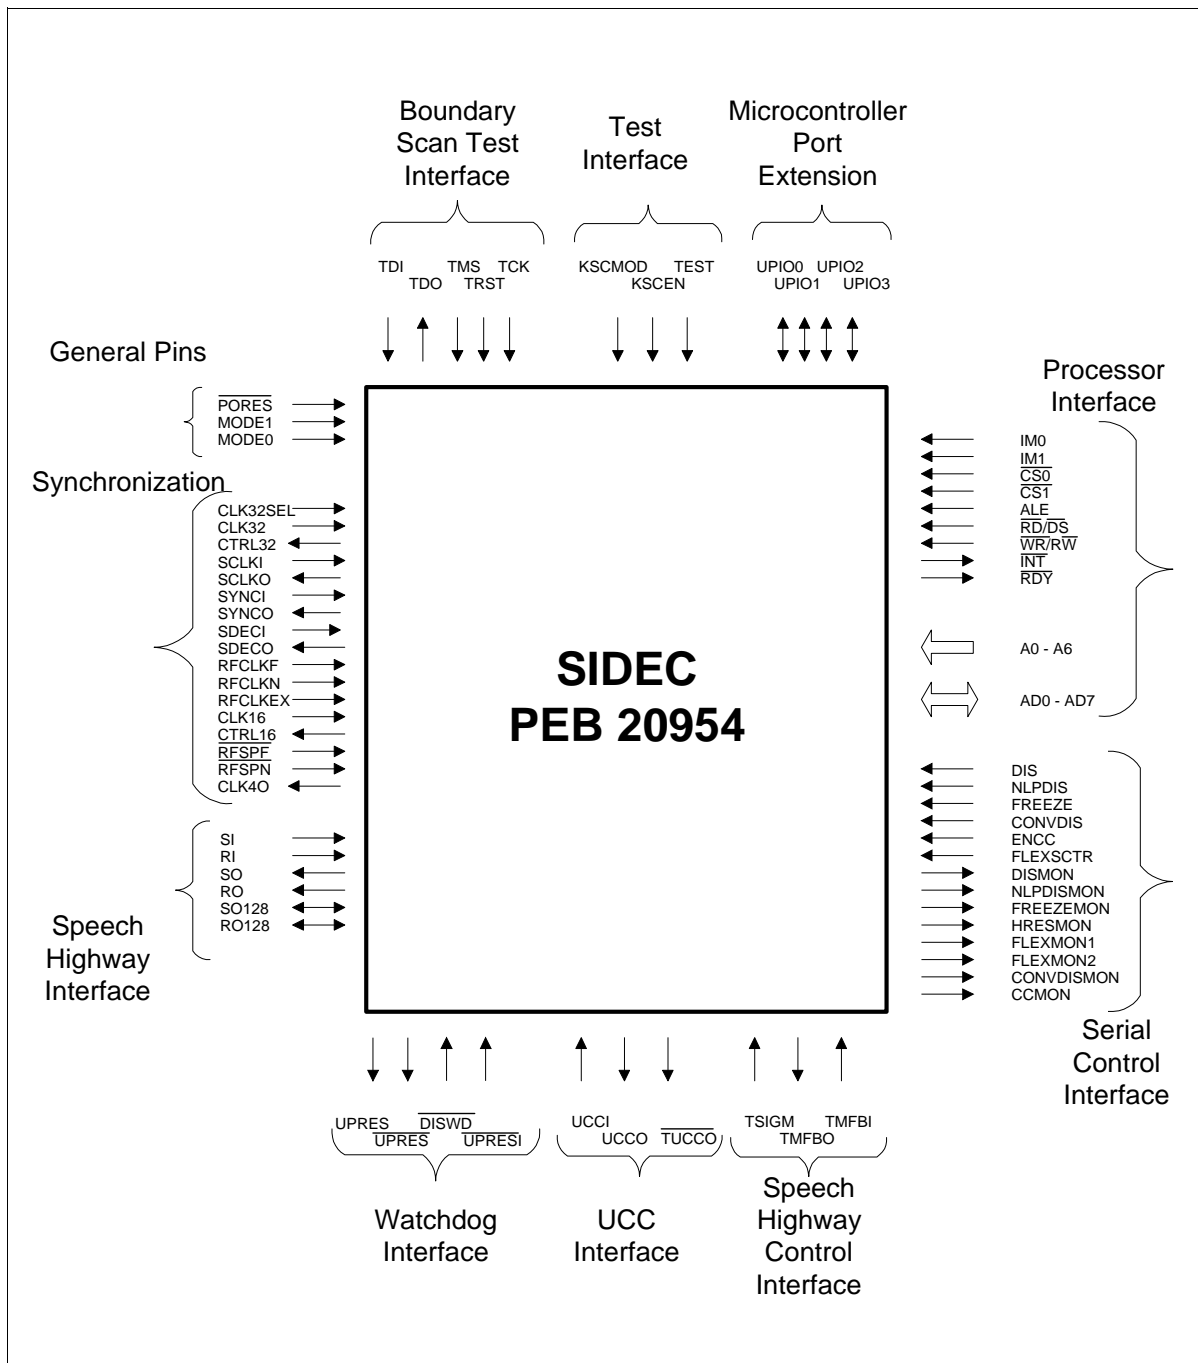 Boundary
Scan Test
Interface
Test
Interface
Microcontroller
Port
Extension
TDI
TDO
TMS
TRST
TCK
KSCMOD
KSCEN
TEST
UPIO0
UPIO1
UPIO2
UPIO3
General Pins
PORES
MODE1
MODE0
Synchronization
CLK32SEL
CLK32
CTRL32
SCLKI
SCLKO
SYNCI
SYNCO
SDECI
SDECO
RFCLKF
RFCLKN
RFCLKEX
CLK16
CTRL16
RFSPF
RFSPN
CLK4O
SI
RI
SO
RO
SO128
RO128
Speech
Highway
Interface
SIDEC
PEB 20954
Processor
Interface
IM0
IM1
CS0
CS1
ALE
RD/DS
WR/RW
INT
RDY
A0 - A6
AD0 - AD7
DIS
NLPDIS
FREEZE
CONVDIS
ENCC
FLEXSCTR
DISMON
NLPDISMON
FREEZEMON
HRESMON
FLEXMON1
FLEXMON2
CONVDISMON
CCMON
Serial
Control
Interface
UPRES
UPRES
DISWD
UPRESI
Watchdog
Interface
UCCI
UCCO
TUCCO
UCC
Interface
TSIGM
TMFBO
TMFBI
Speech
Highway
Control
Interface